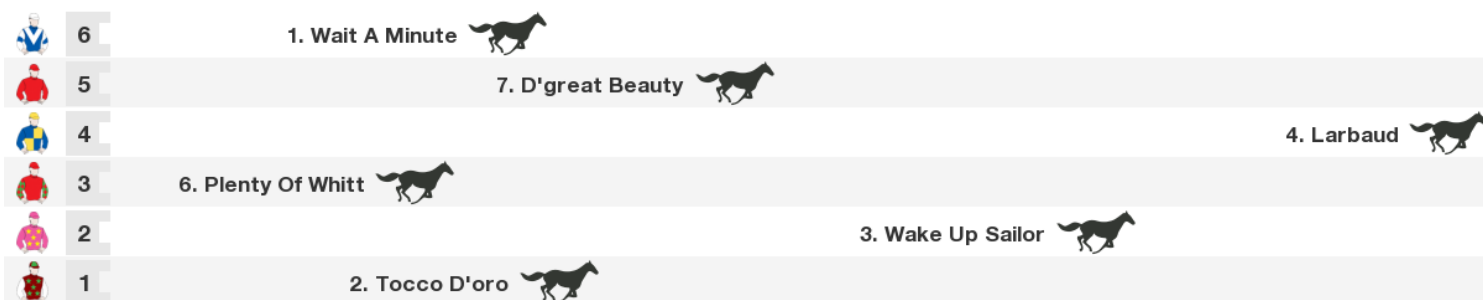 6 1. Wait A Minute
5 7. D'great Beauty
4 4. Larbaud
3 6. Plenty Of Whitt
2 3. Wake Up Sailor
1 2. Tocco D'oro